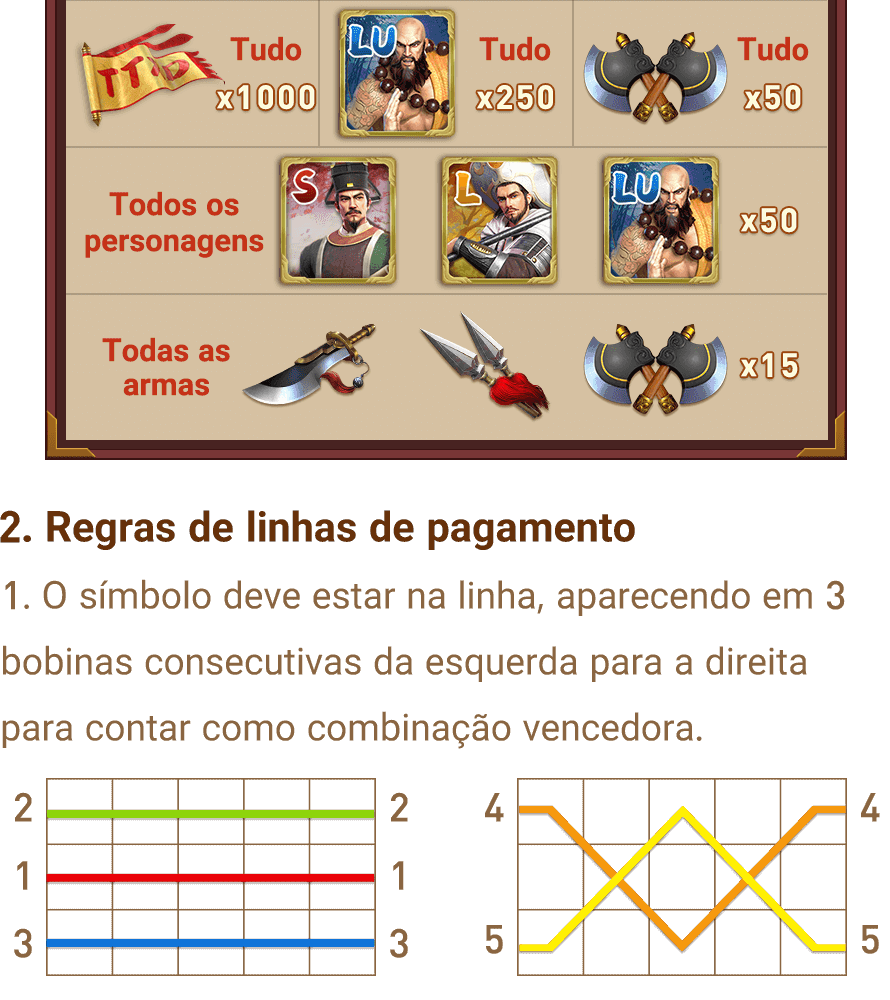 TTYD
Tudo
x1000
LU
Tudo
x250
Tudo
x50
Todos os
personagens
S
L
LU
x50
Todas as
armas
x15
2. Regras de linhas de pagamento
1. O símbolo deve estar na linha, aparecendo em 3
bobinas consecutivas da esquerda para a direita
para contar como combinação vencedora.
2 2
1 1
3 3
4 4
5 5